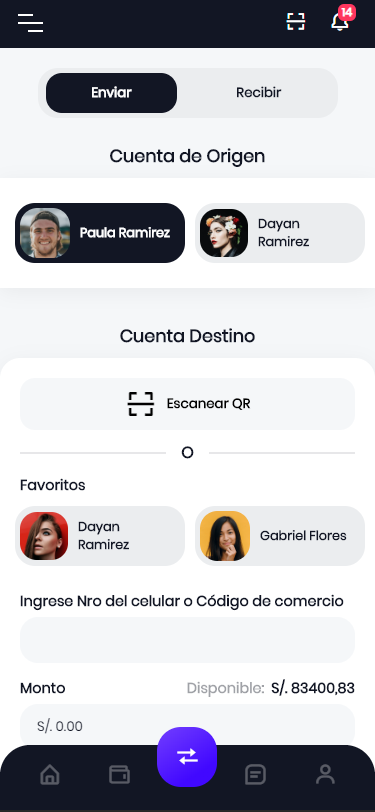 14
Enviar
Recibir
Cuenta de Origen
Paula Ramirez
Dayan
Ramirez
Cuenta Destino
Escanear QR
O
Favoritos
Dayan
Ramirez
Gabriel Flores
Ingrese Nro del celular o Código de comercio
Monto
Disponible: S/. 83400,83
S/. 0.00